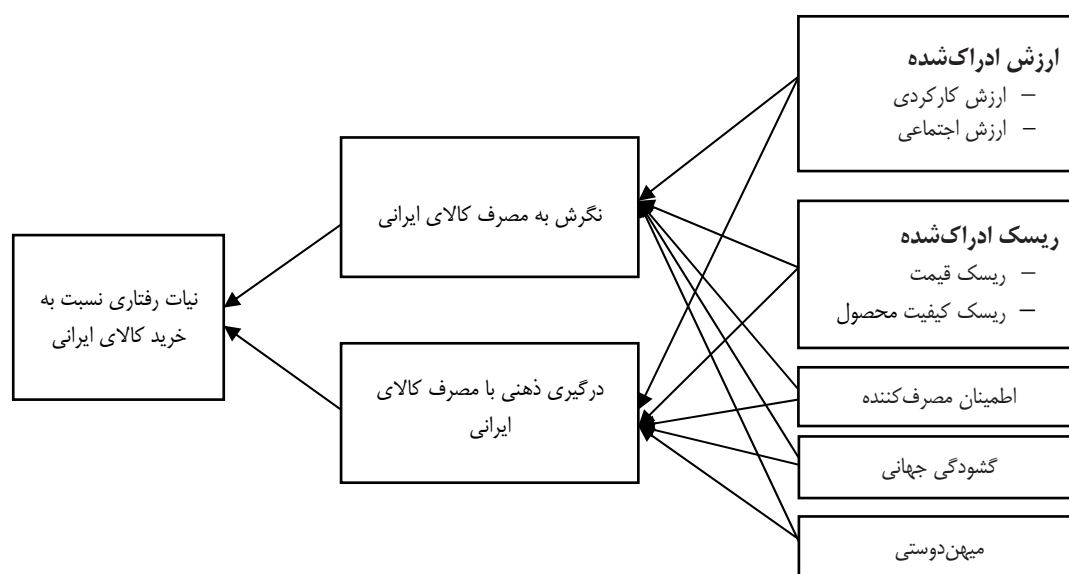 ارزش ادراک‌شده
– ارزش کارکردی
– ارزش اجتماعی
ریسک ادراک‌شده
– ریسک قیمت
– ریسک کیفیت محصول
اطمینان مصرف‌کننده
گشودگی جهانی
میهن‌دوستی
نگرش به مصرف کالای ایرانی
درگیری ذهنی با مصرف کالای
ایرانی
نیات رفتاری نسبت به
خرید کالای ایرانی